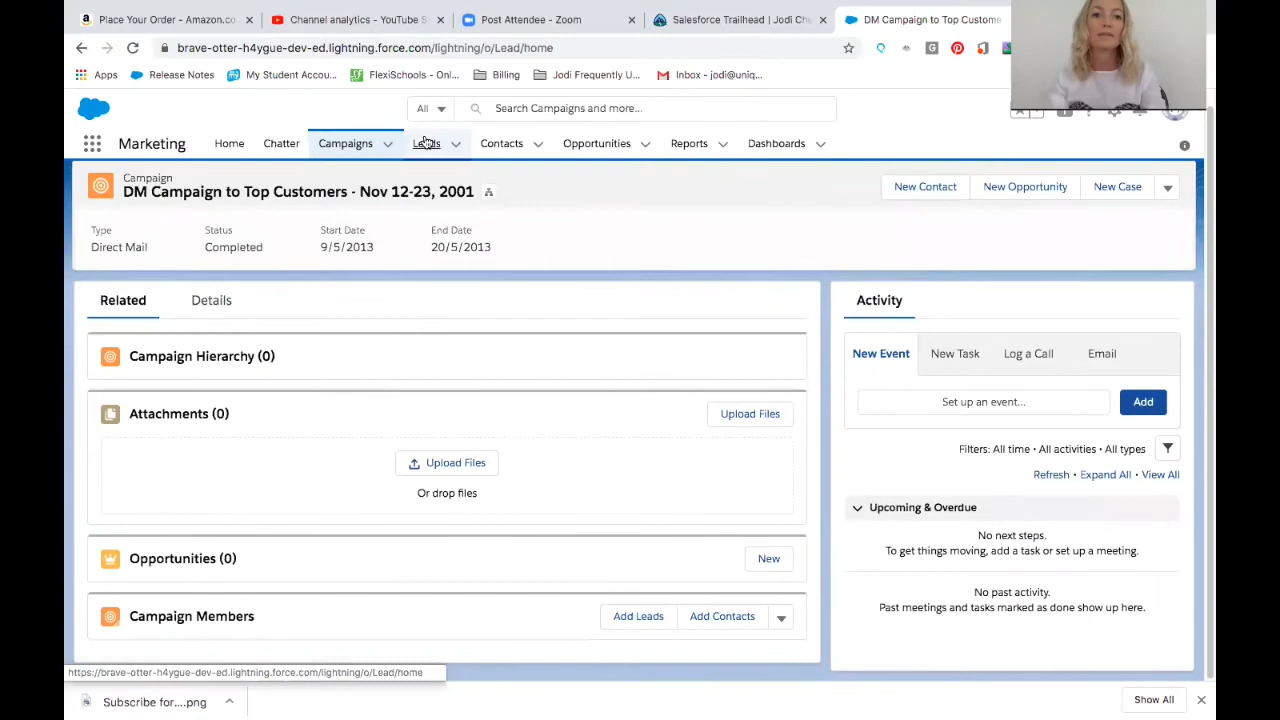 Place Your Order - Amazon.co
Channel analytics - YouTube S
Post Attendee - Zoom
Salesforce Trailhead | Jodi Ch
DM Campaign to Top Custome
brave-otter-h4ygue-dev-ed.lightning.force.com/lightning/o/Lead/home
Apps
Release Notes
My Student Accou...
FlexiSchools - Onl...
Billing
Jodi Frequently U...
Inbox - jodi@uniq...
All
Search Campaigns and more...
Marketing
Home
Chatter
Campaigns
Leads
Contacts
Opportunities
Reports
Dashboards
Campaign
DM Campaign to Top Customers - Nov 12-23, 2001
New Contact
New Opportunity
New Case
Type
Status
Start Date
End Date
Direct Mail
Completed
9/5/2013
20/5/2013
Related
Details
Campaign Hierarchy (0)
Attachments (0)
Upload Files
Upload Files
Or drop files
Opportunities (0)
New
Campaign Members
Add Leads
Add Contacts
Activity
New Event
New Task
Log a Call
Email
Set up an event...
Add
Filters: All time • All activities • All types
Refresh • Expand All • View All
Upcoming & Overdue
No next steps.
To get things moving, add a task or set up a meeting.
No past activity.
Past meetings and tasks marked as done show up here.
https://brave-otter-h4ygue-dev-ed.lightning.force.com/lightning/o/Lead/home
Subscribe for....png
Show All